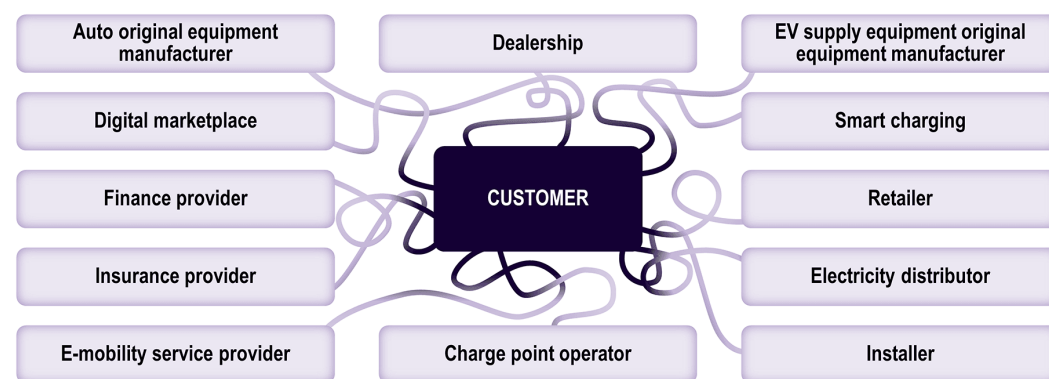 Auto original equipment
manufacturer
Dealership
EV supply equipment original
equipment manufacturer
Digital marketplace
Smart charging
Finance provider
CUSTOMER
Retailer
Insurance provider
Electricity distributor
E-mobility service provider
Charge point operator
Installer